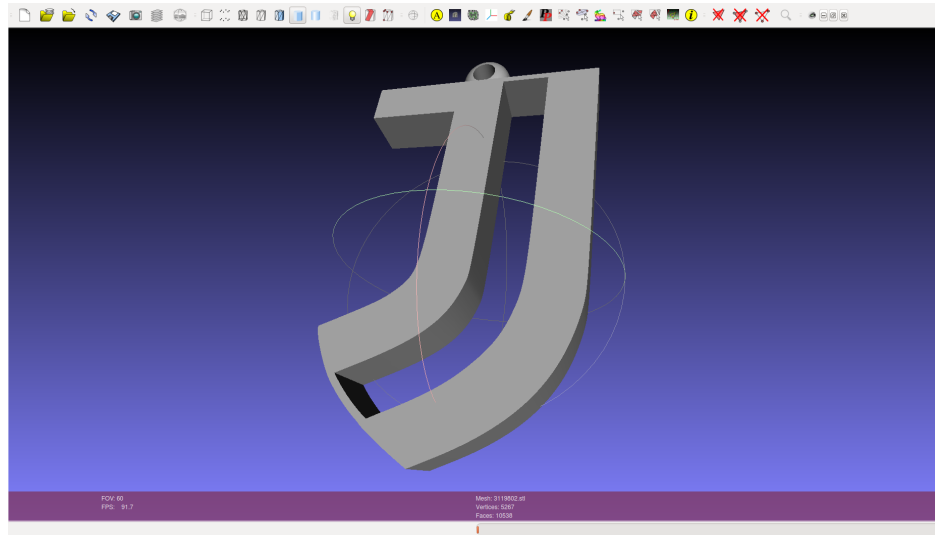 FOV: 60
FPS: 91.7
Mesh: 3119802.stl
Vertices: 5267
Faces: 10538